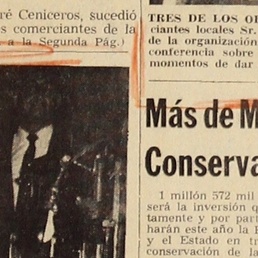 ré Ceniceros, sucedió
s comerciantes de la
a la Segunda Pág.)
TRES DE LOS
ciantes locales Sr.
de la organización
conferencia sobre
momentos de dar
Más de M
Conserva
1 millón 572 mil
será la inversión q
tamente y por part
harán este año la F
y el Estado en tr
conservación de la